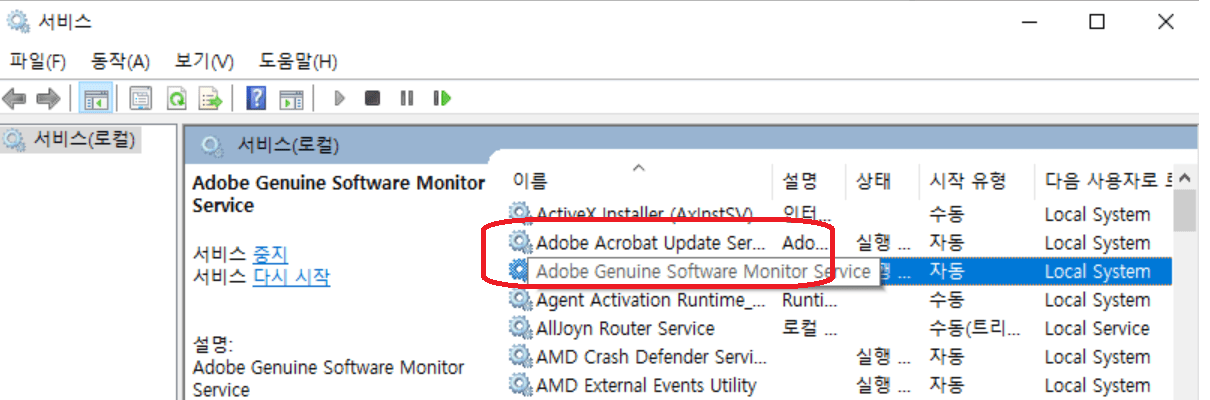 서비스
파일(F) 동작(A) 보기(V) 도움말(H)
서비스(로컬)
서비스(로컬)
Adobe Genuine Software Monitor
Service
서비스 중지
서비스 다시 시작
설명:
Adobe Genuine Software Monitor
Service
이름 설명 상태 시작 유형 다음 사용자로
ActiveX Installer (AxInstSV) 인터... 수동 Local System
Adobe Acrobat Update Ser... Ado... 실행 ... 자동 Local System
Adobe Genuine Software Monitor Service ... 자동 Local System
Agent Activation Runtime_... Runti... 수동 Local System
AllJoyn Router Service 로컬 ... 수동(트리... Local Service
AMD Crash Defender Servi... 실행 ... 자동 Local System
AMD External Events Utility 실행 ... 자동 Local System